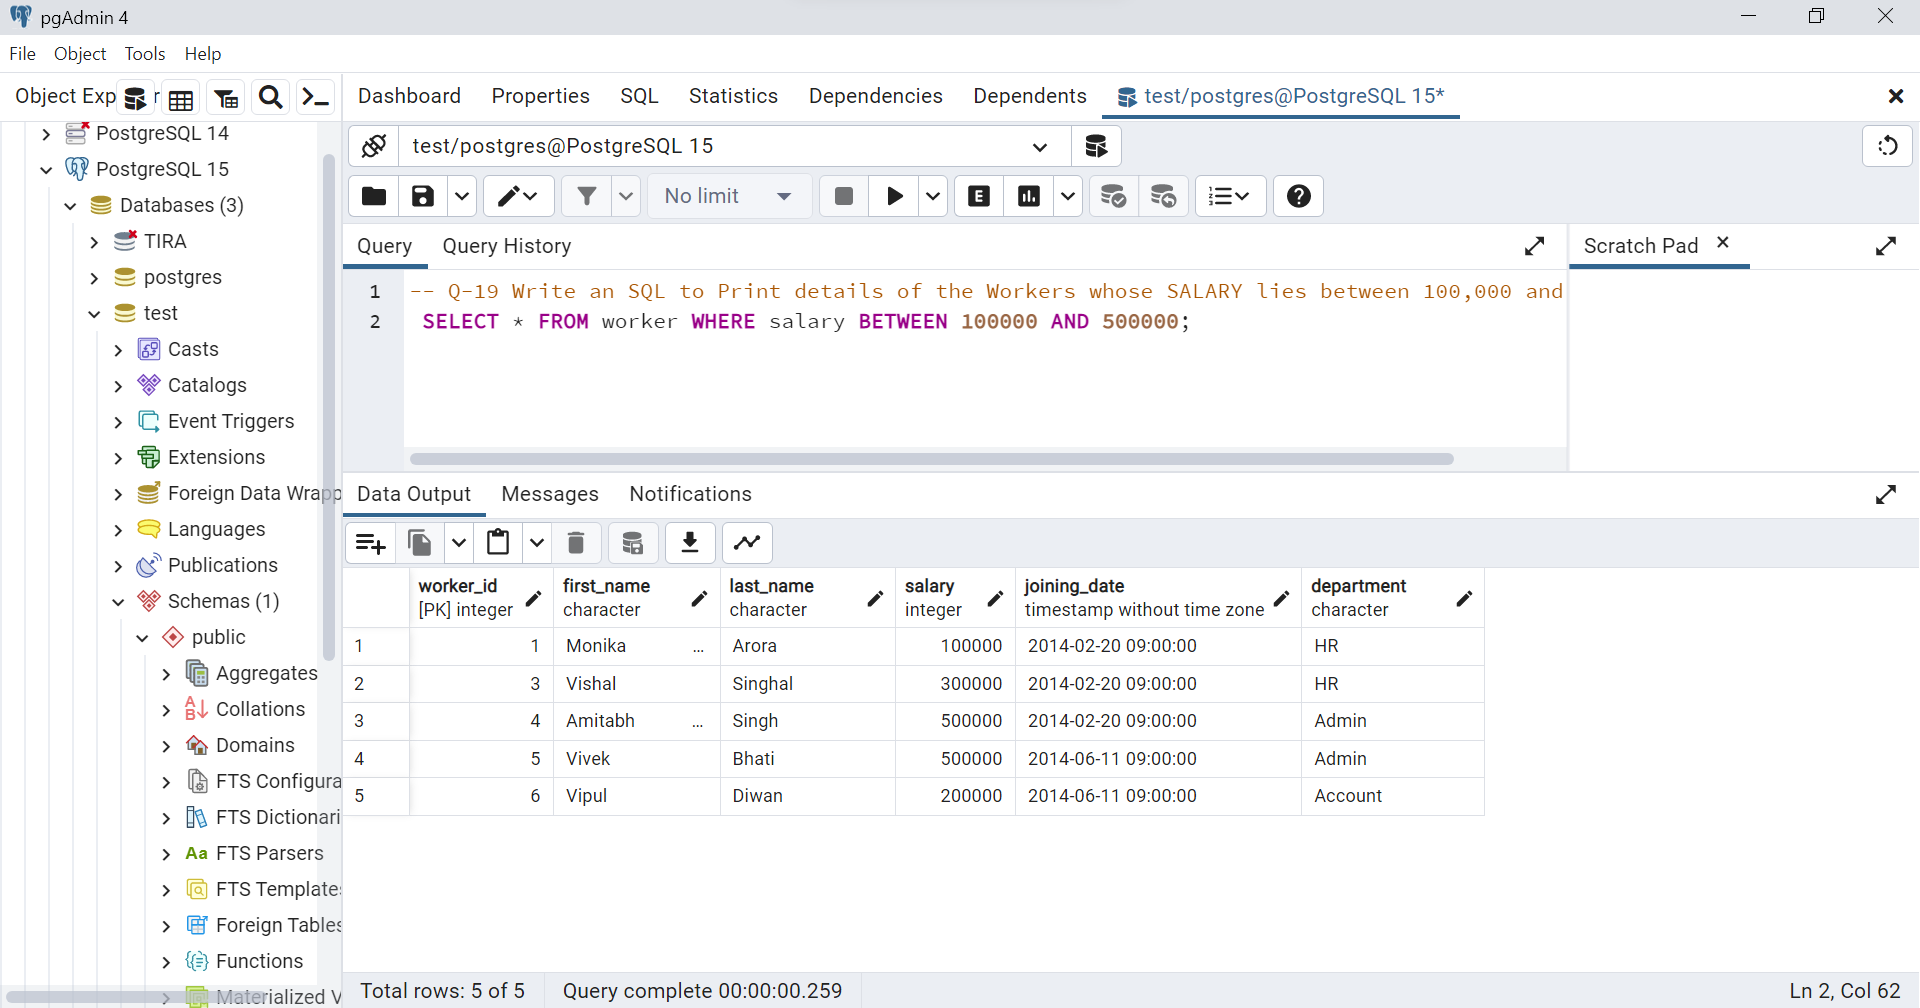 pgAdmin 4
File Object Tools Help
Object Exp r
PostgreSQL 14
PostgreSQL 15
Databases (3)
TIRA
postgres
test
Casts
Catalogs
Event Triggers
Extensions
Foreign Data Wrapp
Languages
Publications
Schemas (1)
public
Aggregates
Collations
Domains
FTS Configura
FTS Dictionari
Aa FTS Parsers
FTS Template
Foreign Tables
Functions
Materialized V
Dashboard Properties SQL Statistics Dependencies Dependents test/postgres@PostgreSQL 15*
test/postgres@PostgreSQL 15
No limit E
Query Query History Scratch Pad
1 -- Q-19 Write an SQL to Print details of the Workers whose SALARY lies between 100,000 and
2 SELECT * FROM worker WHERE salary BETWEEN 100000 AND 500000;
Data Output Messages Notifications
worker_id first_name last_name salary joining_date department
[PK] integer character character integer timestamp without time zone character
1 1 Monika ... Arora 100000 2014-02-20 09:00:00 HR
2 3 Vishal Singhal 300000 2014-02-20 09:00:00 HR
3 4 Amitabh ... Singh 500000 2014-02-20 09:00:00 Admin
4 5 Vivek Bhati 500000 2014-06-11 09:00:00 Admin
5 6 Vipul Diwan 200000 2014-06-11 09:00:00 Account
Total rows: 5 of 5 Query complete 00:00:00.259 Ln 2, Col 62